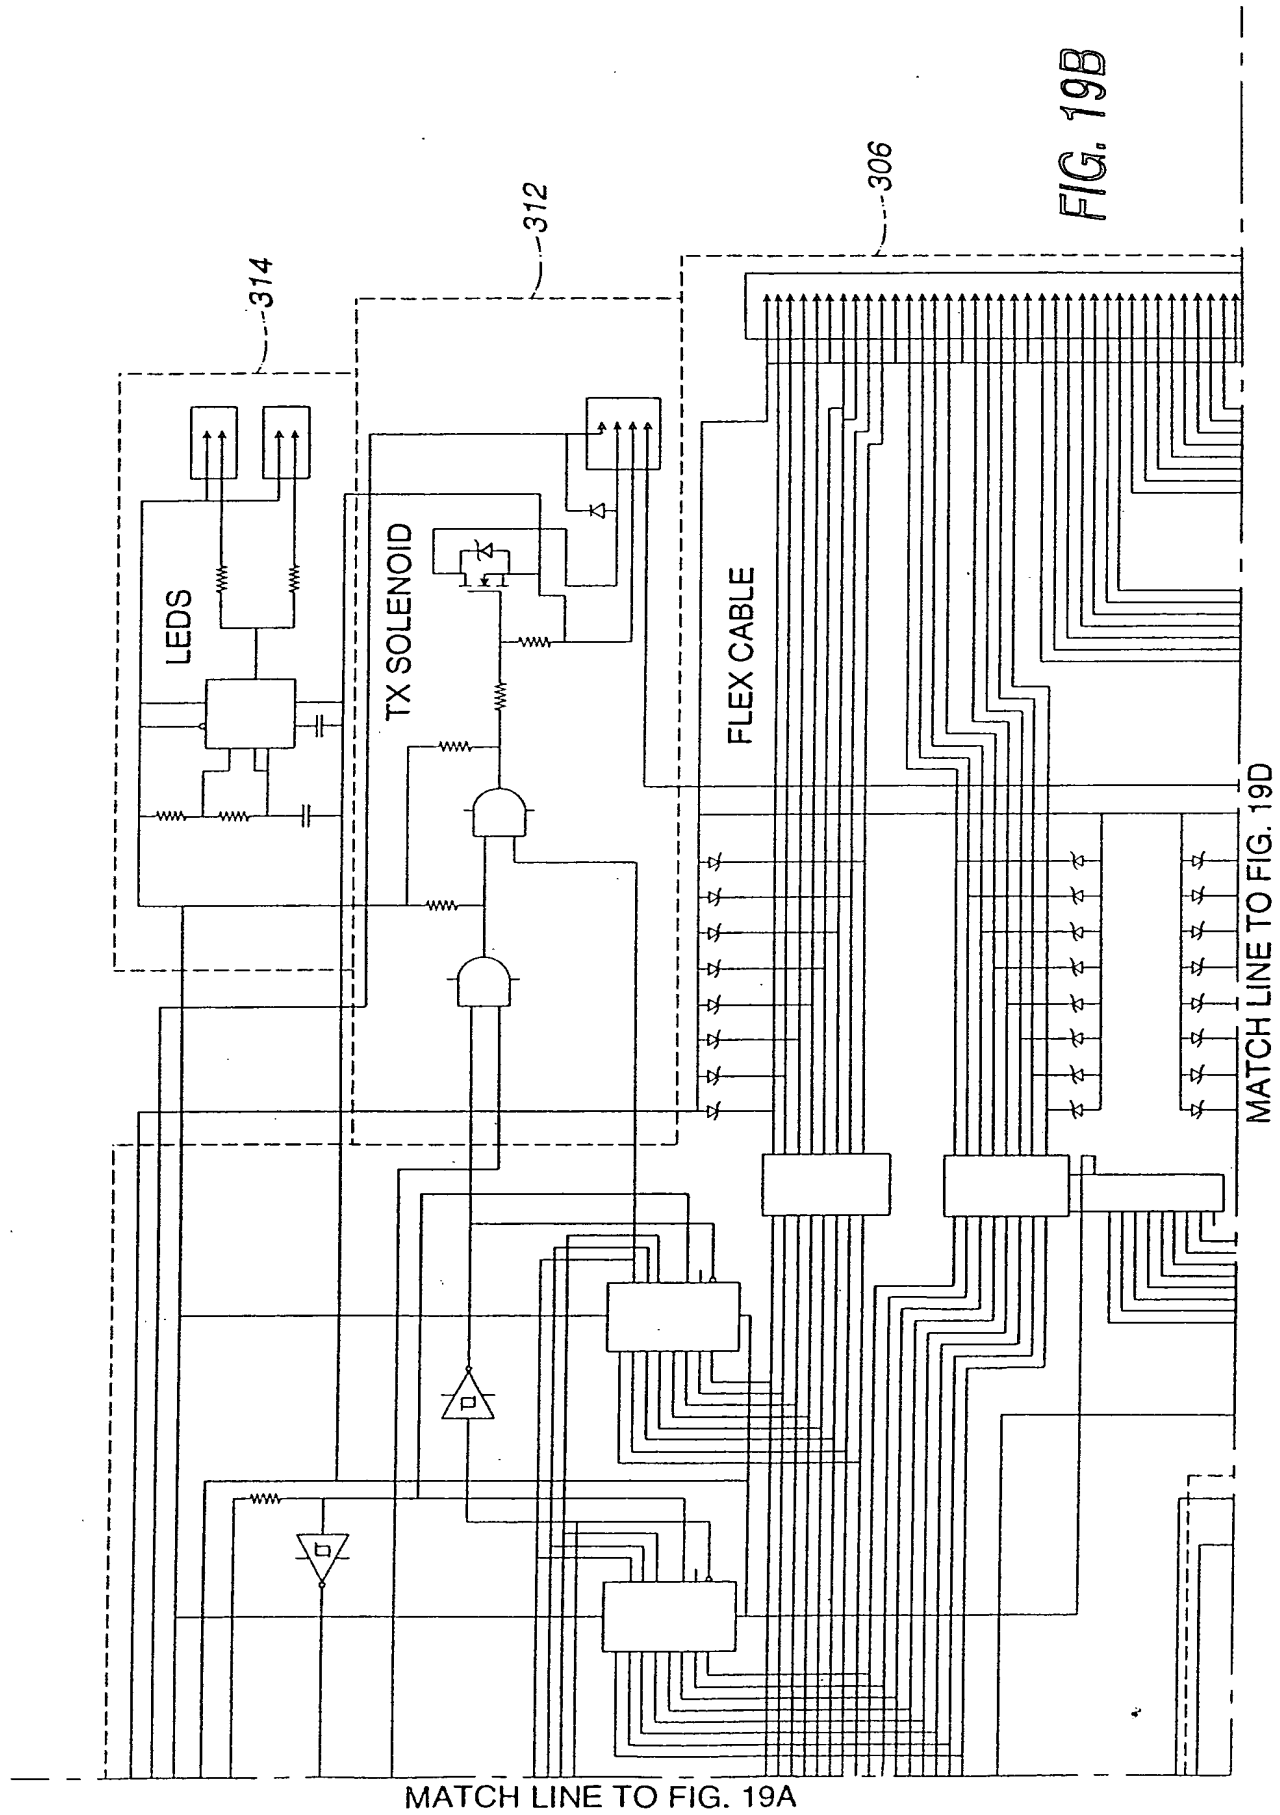 314
LEDS
312
TX SOLENOID
306
FLEX CABLE
FIG. 19B
MATCH LINE TO FIG. 19D
MATCH LINE TO FIG. 19A